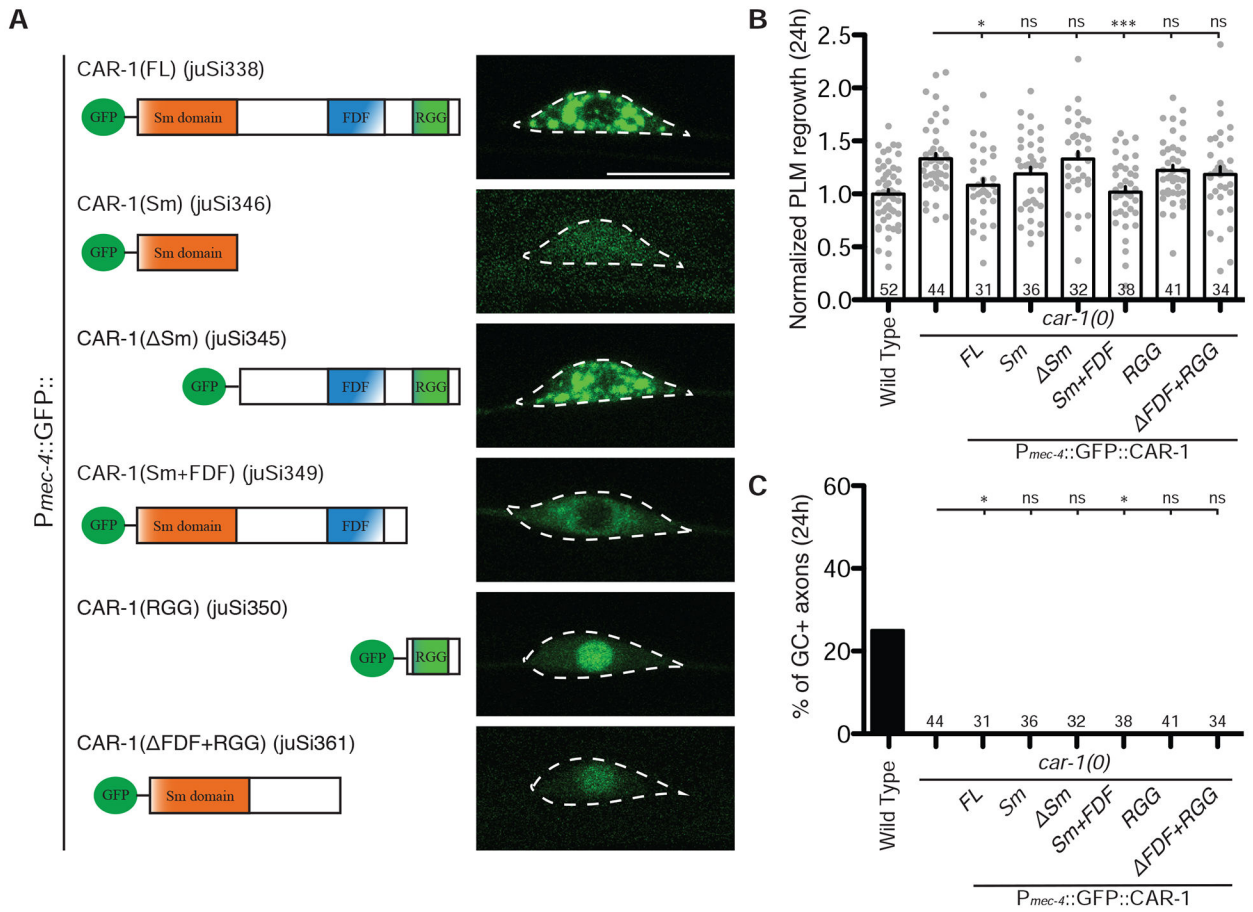 A
P mec-4::GFP::
CAR-1(FL) (juSi338)
GFP Sm domain FDF RGG
CAR-1(Sm) (juSi346)
GFP Sm domain
CAR-1(ΔSm) (juSi345)
GFP FDF RGG
CAR-1(Sm+FDF) (juSi349)
GFP Sm domain FDF
CAR-1(RGG) (juSi350)
GFP RGG
CAR-1(ΔFDF+RGG) (juSi361)
GFP Sm domain
B
Normalized PLM regrowth (24h)
* ns ns *** ns ns
2.5
2.0
1.5
1.0
0.5
0.0
52 44 31 36 32 38 41 34
Wild Type
car-1(0)
FL Sm ΔSm Sm+FDF RGG ΔFDF+RGG
Pmec-4::GFP::CAR-1
C
% of GC+ axons (24h)
* ns ns * ns ns
60
40
20
0
44 31 36 32 38 41 34
Wild Type
car-1(0)
FL Sm ΔSm Sm+FDF RGG ΔFDF+RGG
Pmec-4::GFP::CAR-1